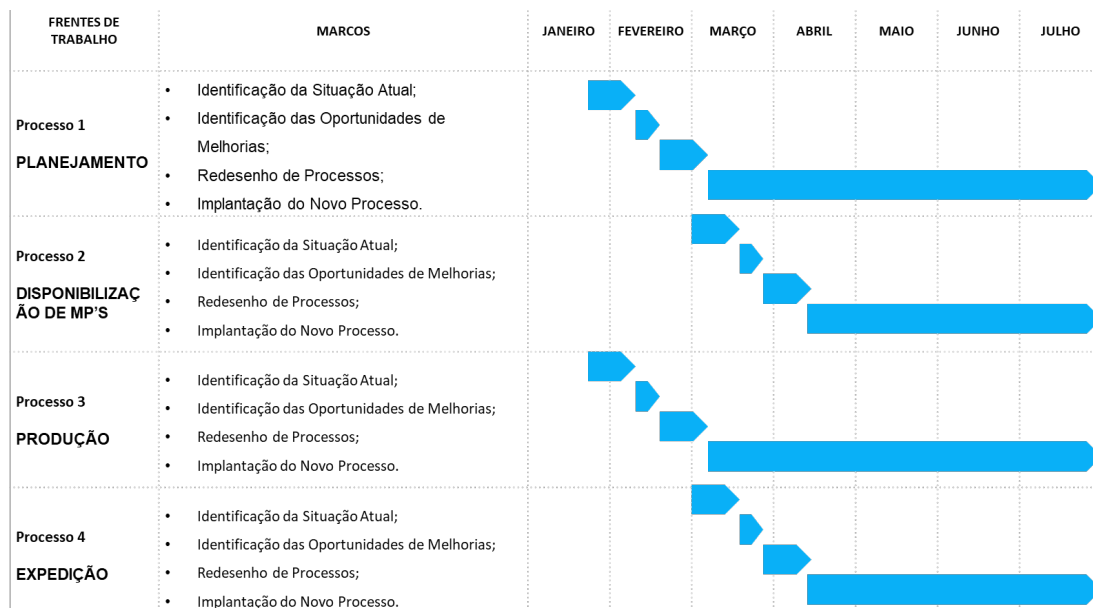 FRENTES DE
TRABALHO
MARCOS
JANEIRO
FEVEREIRO
MARÇO
ABRIL
MAIO
JUNHO
JULHO
Processo 1
PLANEJAMENTO
• Identificação da Situação Atual;
• Identificação das Oportunidades de
Melhorias;
• Redesenho de Processos;
• Implantação do Novo Processo.
Processo 2
DISPONIBILIZAÇ
ÃO DE MP'S
• Identificação da Situação Atual;
• Identificação das Oportunidades de Melhorias;
• Redesenho de Processos;
• Implantação do Novo Processo.
Processo 3
PRODUÇÃO
• Identificação da Situação Atual;
• Identificação das Oportunidades de Melhorias;
• Redesenho de Processos;
• Implantação do Novo Processo.
Processo 4
EXPEDIÇÃO
• Identificação da Situação Atual;
• Identificação das Oportunidades de Melhorias;
• Redesenho de Processos;
• Implantação do Novo Processo.